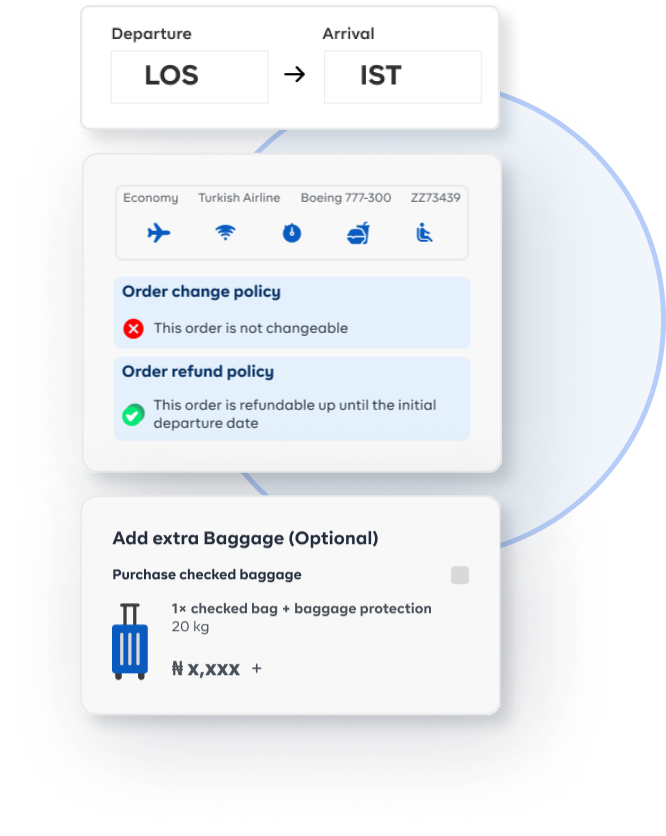 Departure
Arrival
LOS → IST
Economy Turkish Airline Boeing 777-300 ZZ73439
Order change policy
This order is not changeable
Order refund policy
This order is refundable up until the initial
departure date
Add extra Baggage (Optional)
Purchase checked baggage
1× checked bag + baggage protection
20 kg
₦ x,xxx +